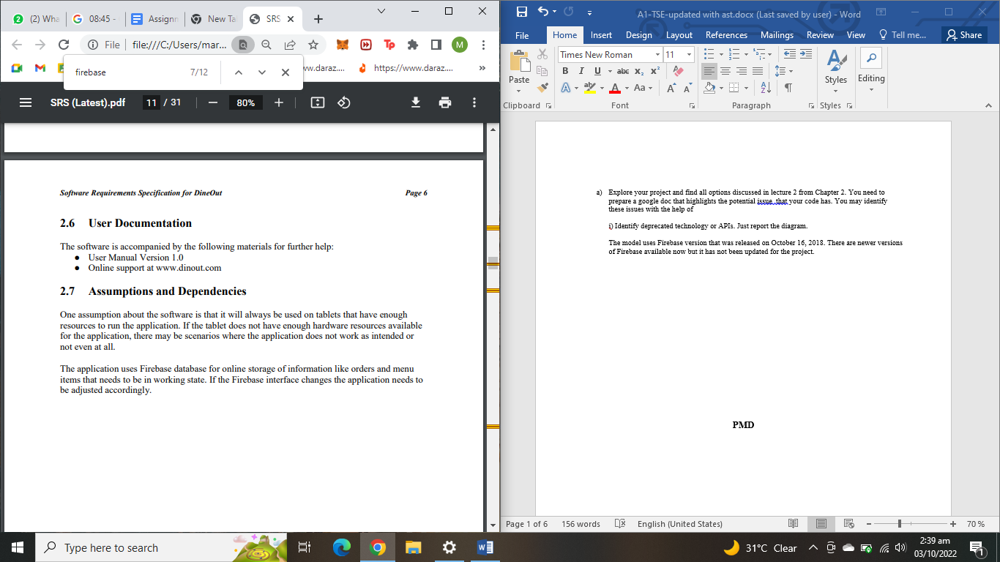 (2) Wha
08:45 -
Assignm
New Ta
SRS
File
file:///C:/Users/mar...
M
firebase
7/12
ww.daraz....
https://www.daraz....
»
SRS (Latest).pdf
11 / 31
80%
Software Requirements Specification for DineOut
Page 6
2.6 User Documentation
The software is accompanied by the following materials for further help:
● User Manual Version 1.0
● Online support at www.dinout.com
2.7 Assumptions and Dependencies
One assumption about the software is that it will always be used on tablets that have enough
resources to run the application. If the tablet does not have enough hardware resources available
for the application, there may be scenarios where the application does not work as intended or
not even at all.
The application uses Firebase database for online storage of information like orders and menu
items that needs to be in working state. If the Firebase interface changes the application needs to
be adjusted accordingly.
A1-TSE-updated with ast.docx (Last saved by user) - Word
File Home Insert Design Layout References Mailings Review View Tell me... Share
Paste
Times New Roman 11
B I U abc x₂ x²
A ab A Aa A A
Styles
Editing
Clipboard Font Paragraph Styles
a) Explore your project and find all options discussed in lecture 2 from Chapter 2. You need to
prepare a google doc that highlights the potential issue, that your code has. You may identify
these issues with the help of
i) Identify deprecated technology or APIs. Just report the diagram.
The model uses Firebase version that was released on October 16, 2018. There are newer versions
of Firebase available now but it has not been updated for the project.
PMD
Page 1 of 6 156 words English (United States) 70 %
Type here to search
31°C Clear
2:39 am
03/10/2022
1